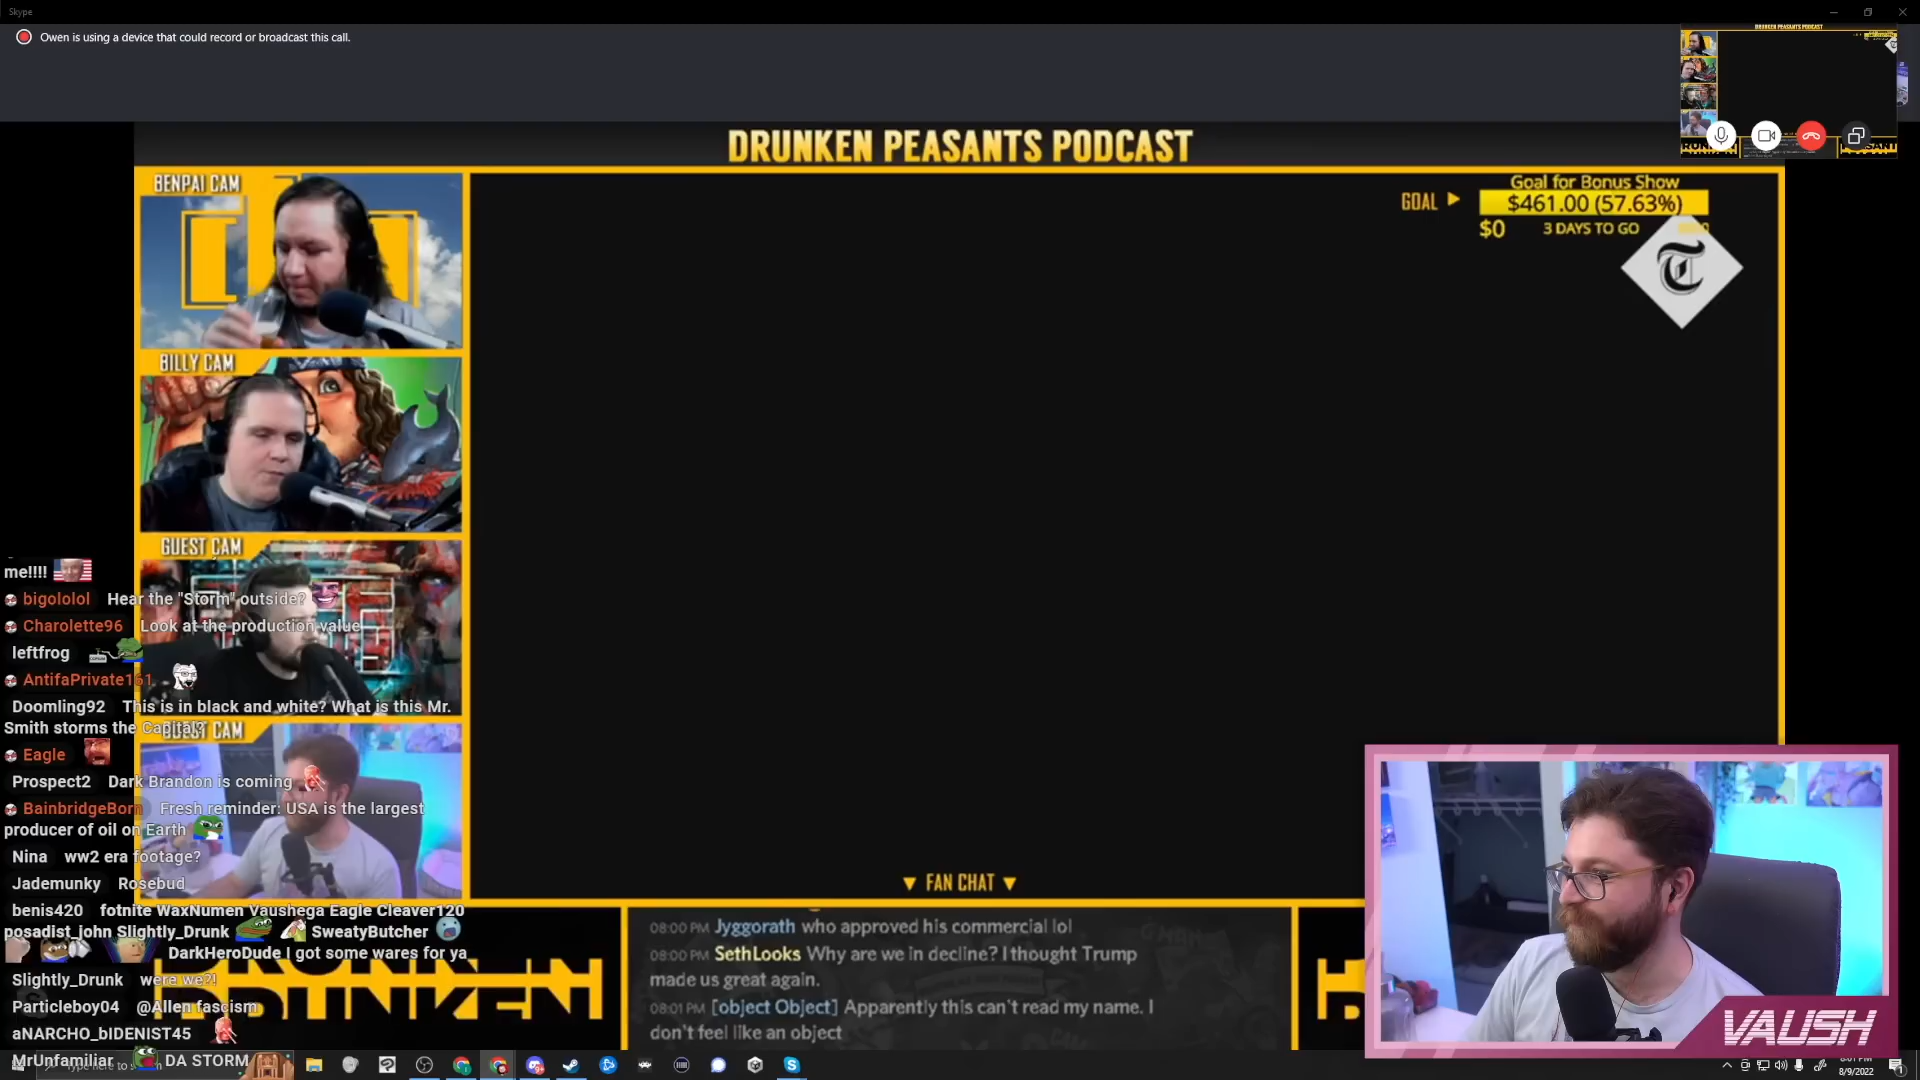 Skype
Owen is using a device that could record or broadcast this call.
DRUNKEN PEASANTS PODCAST
BENPAI CAM
GOAL ▶
Goal for Bonus Show
$461.00 (57.63%)
$0
3 DAYS TO GO
BILLY CAM
GUEST CAM
GUEST CAM
me!!!!
bigololol Hear the "Storm" outside?
Charolette96 Look at the production value
leftfrog
AntifaPrivate161
Doomling92 This is in black and white? What is this Mr.
Smith storms the Capital?
Eagle
Prospect2 Dark Brandon is coming
BainbridgeBorn Fresh reminder: USA is the largest
producer of oil on Earth
Nina ww2 era footage?
Jademunky Rosebud
benis420 fotnite WaxNumen Vaushega Eagle Cleaver120
posadist_john Slightly_Drunk SweatyButcher
DarkHeroDude I got some wares for ya
Slightly_Drunk were we?!
Particleboy04 @Allen fascism
aNARCHO_bIDENIST45
MrUnfamiliar DA STORM
▼ FAN CHAT ▼
08:00 PM Jyggorath who approved his commercial lol
08:00 PM SethLooks Why are we in decline? I thought Trump
made us great again.
08:01 PM [object Object] Apparently this can't read my name. I
don't feel like an object
DRUNKEN
VAUSH
8:01 PM
8/9/2022